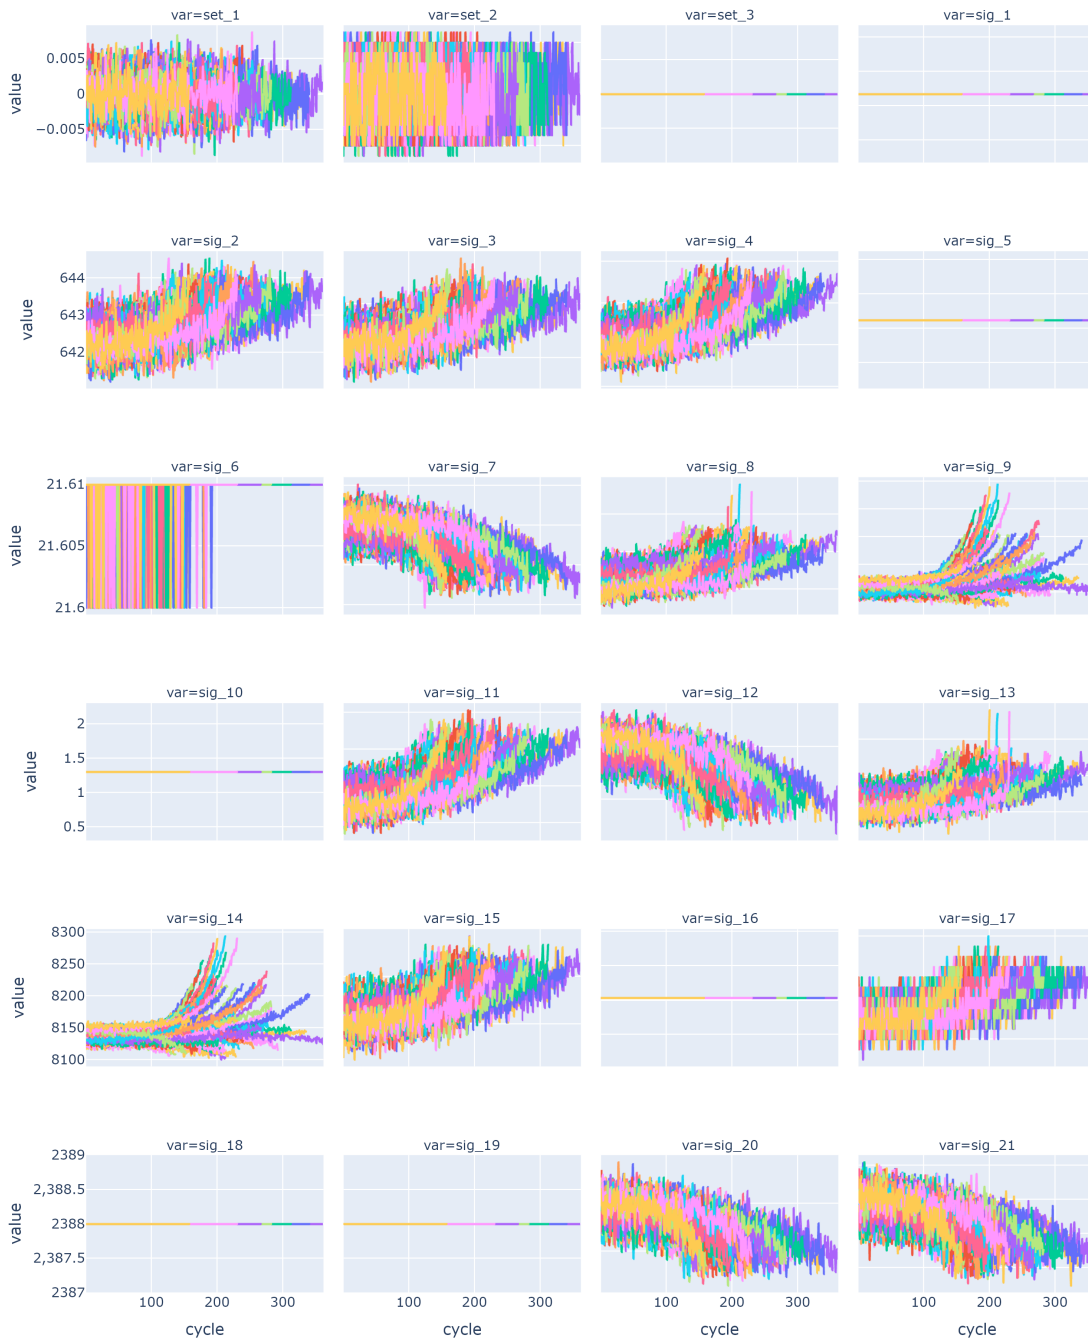 var=set_1 var=set_2 var=set_3 var=sig_1
value
0.005
0
−0.005
var=sig_2 var=sig_3 var=sig_4 var=sig_5
value
644
643
642
var=sig_6 var=sig_7 var=sig_8 var=sig_9
value
21.61
21.605
21.6
var=sig_10 var=sig_11 var=sig_12 var=sig_13
value
2
1.5
1
0.5
var=sig_14 var=sig_15 var=sig_16 var=sig_17
value
8300
8250
8200
8150
8100
var=sig_18 var=sig_19 var=sig_20 var=sig_21
value
2389
2,388.5
2388
2,387.5
2387
100 200 300 100 200 300 100 200 300 100 200 300
cycle cycle cycle cycle